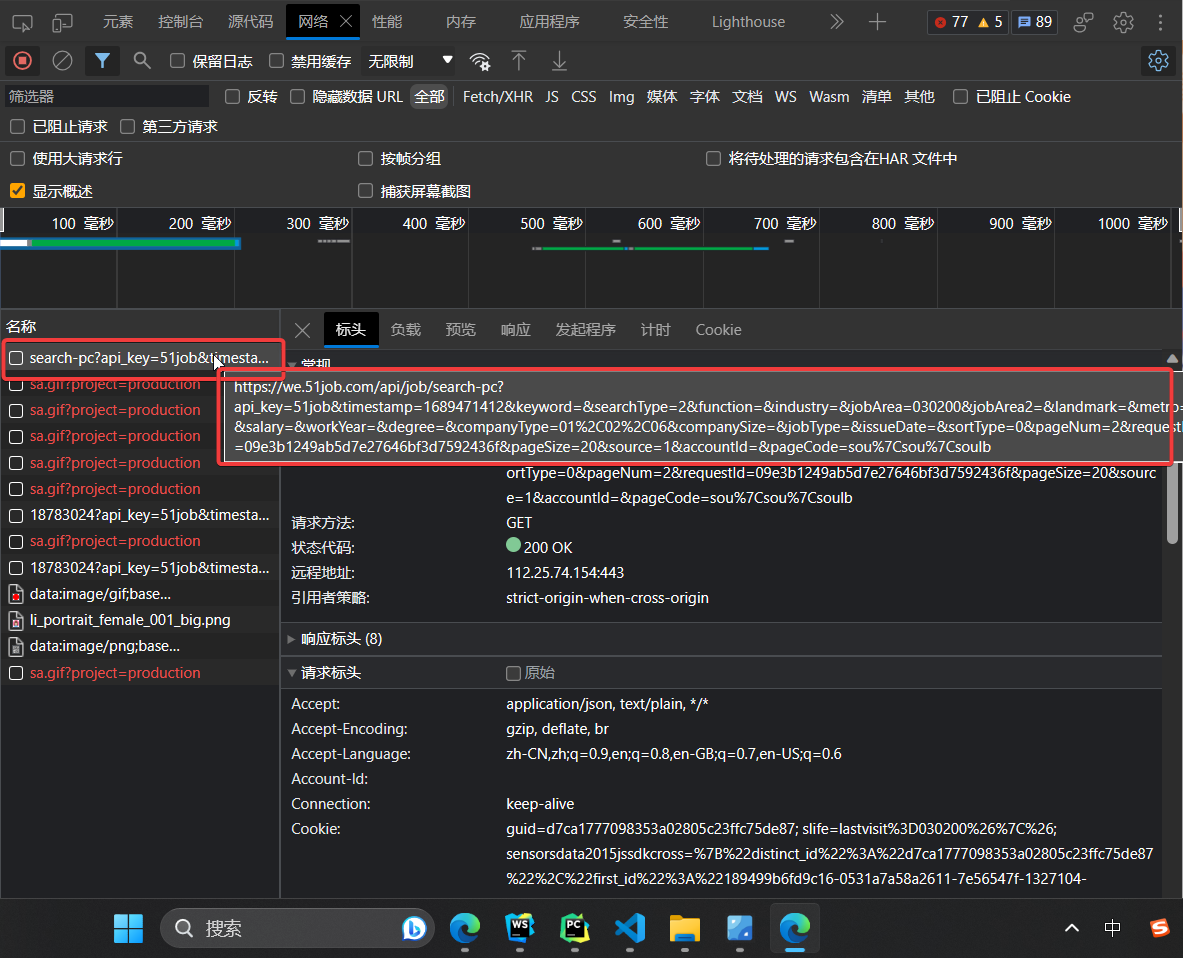 元素 控制台 源代码 网络 性能 内存 应用程序 安全性 Lighthouse 77 5 89
保留日志 禁用缓存 无限制
筛选器 反转 隐藏数据 URL 全部 Fetch/XHR JS CSS Img 媒体 字体 文档 WS Wasm 清单 其他 已阻止 Cookie
已阻止请求 第三方请求
使用大请求行 按帧分组 将待处理的请求包含在HAR 文件中
显示概述 捕获屏幕截图
100 毫秒 200 毫秒 300 毫秒 400 毫秒 500 毫秒 600 毫秒 700 毫秒 800 毫秒 900 毫秒 1000 毫秒
名称
search-pc?api_key=51job&timesta...
sa.gif?project=production
sa.gif?project=production
sa.gif?project=production
sa.gif?project=production
sa.gif?project=production
18783024?api_key=51job&timesta...
sa.gif?project=production
18783024?api_key=51job&timesta...
data:image/gif;base...
li_portrait_female_001_big.png
data:image/png;base...
sa.gif?project=production
标头 负载 预览 响应 发起程序 计时 Cookie
常规
https://we.51job.com/api/job/search-pc?
api_key=51job&timestamp=1689471412&keyword=&searchType=2&function=&industry=&jobArea=030200&jobArea2=&landmark=&metro
&salary=&workYear=&degree=&companyType=01%2C02%2C06&companySize=&jobType=&issueDate=&sortType=0&pageNum=2&requestI
=09e3b1249ab5d7e27646bf3d7592436f&pageSize=20&source=1&accountId=&pageCode=sou%7Csou%7Csoulb
ortType=0&pageNum=2&requestId=09e3b1249ab5d7e27646bf3d7592436f&pageSize=20&sourc
e=1&accountId=&pageCode=sou%7Csou%7Csoulb
请求方法: GET
状态代码: 200 OK
远程地址: 112.25.74.154:443
引用者策略: strict-origin-when-cross-origin
响应标头 (8)
请求标头 原始
Accept: application/json, text/plain, */*
Accept-Encoding: gzip, deflate, br
Accept-Language: zh-CN,zh;q=0.9,en;q=0.8,en-GB;q=0.7,en-US;q=0.6
Account-Id:
Connection: keep-alive
Cookie: guid=d7ca1777098353a02805c23ffc75de87; slife=lastvisit%3D030200%26%7C%26;
sensorsdata2015jssdkcross=%7B%22distinct_id%22%3A%22d7ca1777098353a02805c23ffc75de87
%22%2C%22first_id%22%3A%22189499b6fd9c16-0531a7a58a2611-7e56547f-1327104-
搜索 WS PC 中